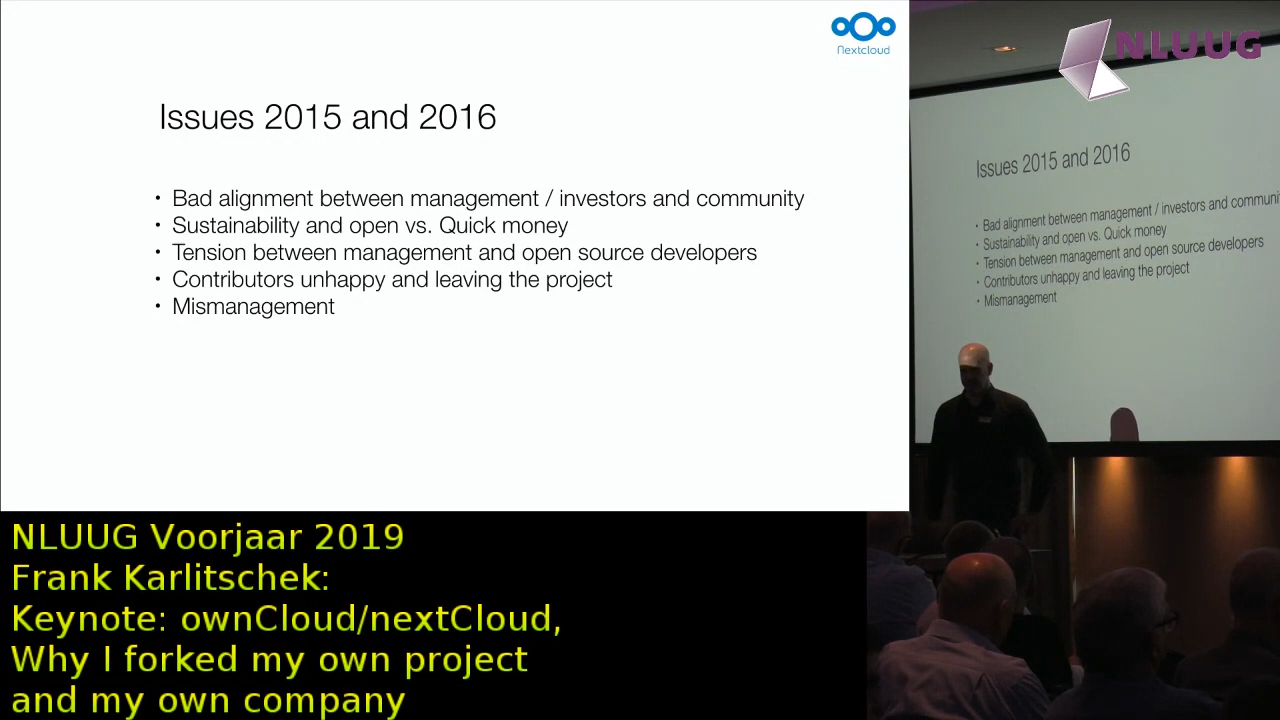 Nextcloud
Issues 2015 and 2016
• Bad alignment between management / investors and community
• Sustainability and open vs. Quick money
• Tension between management and open source developers
• Contributors unhappy and leaving the project
• Mismanagement
NLUUG
Issues 2015 and 2016
• Bad alignment between management / investors and communi
• Sustainability and open vs. Quick money
• Tension between management and open source developers
• Contributors unhappy and leaving the project
• Mismanagement
NLUUG Voorjaar 2019
Frank Karlitschek:
Keynote: ownCloud/nextCloud,
Why I forked my own project
and my own company